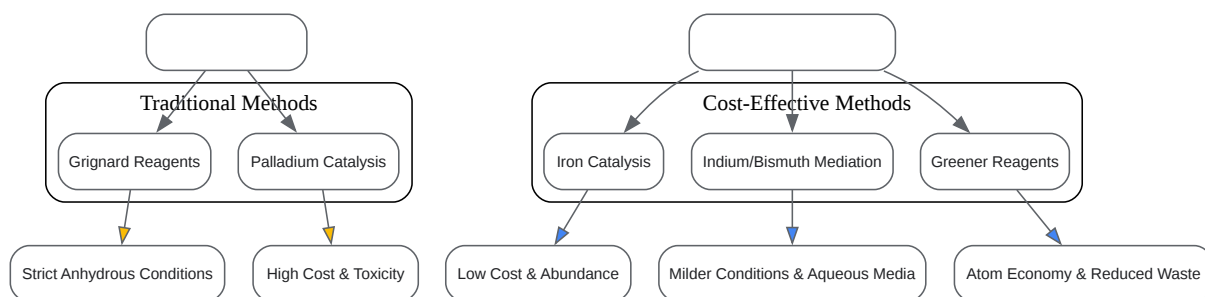 Traditional Methods
Cost-Effective Methods
Grignard Reagents
Palladium Catalysis
Iron Catalysis
Indium/Bismuth Mediation
Greener Reagents
Strict Anhydrous Conditions
High Cost & Toxicity
Low Cost & Abundance
Milder Conditions & Aqueous Media
Atom Economy & Reduced Waste